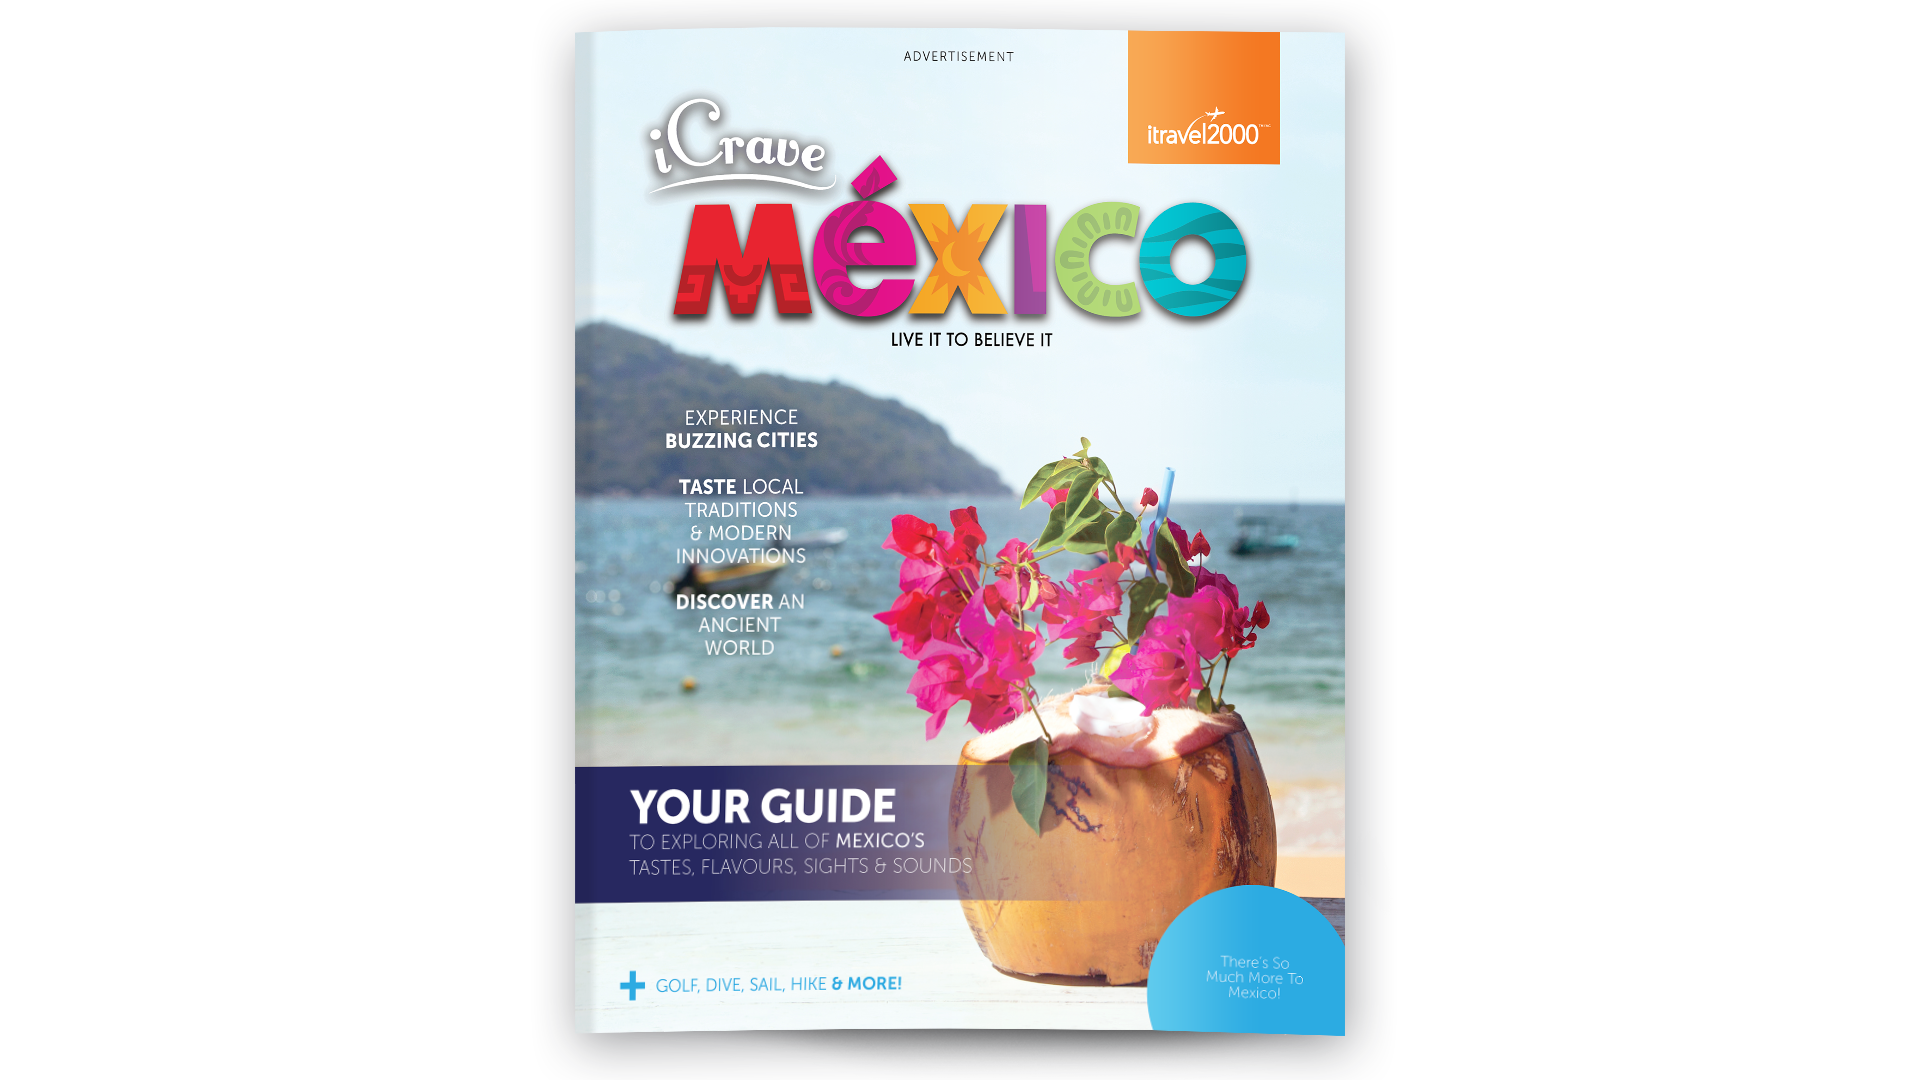 ADVERTISEMENT
itravel2000
iCrave
MéXICO
LIVE IT TO BELIEVE IT
EXPERIENCE
BUZZING CITIES
TASTE LOCAL
TRADITIONS
& MODERN
INNOVATIONS
DISCOVER AN
ANCIENT
WORLD
YOUR GUIDE
TO EXPLORING ALL OF MEXICO'S
TASTES, FLAVOURS, SIGHTS & SOUNDS
+ GOLF, DIVE, SAIL, HIKE & MORE!
There's So
Much More To
Mexico!